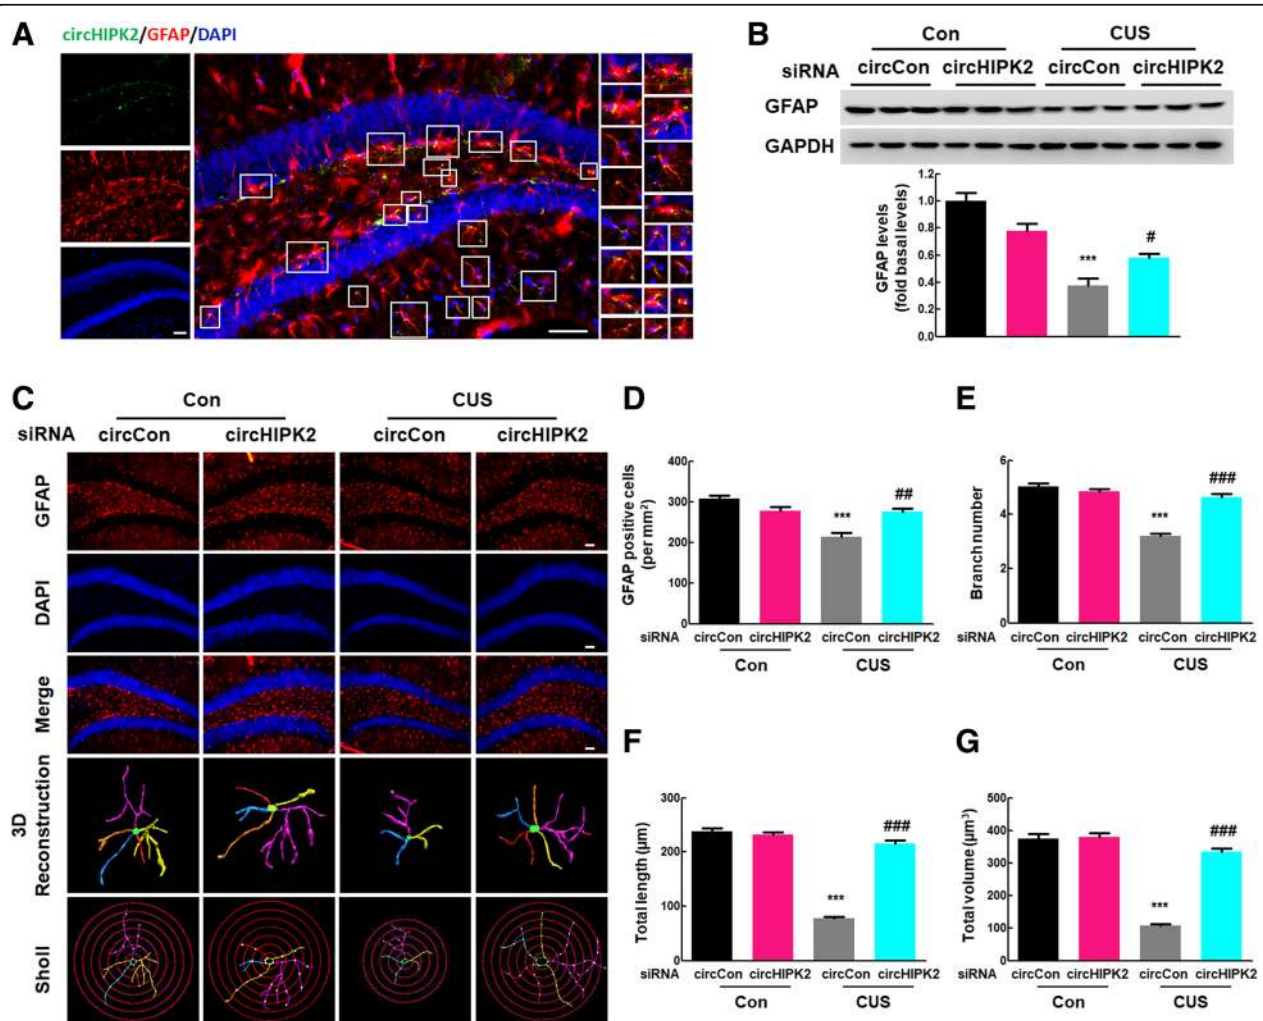 A
circHIPK2/GFAP/DAPI
B
Con CUS
siRNA circCon circHIPK2 circCon circHIPK2
GFAP
GAPDH
GFAP levels
(fold basal levels)
1.2
1.0
0.8
0.6
0.4
0.2
0.0
***
#
C
Con CUS
siRNA circCon circHIPK2 circCon circHIPK2
GFAP
DAPI
Merge
3D
Reconstruction
Sholl
D
GFAP positive cells
(per mm²)
400
300
200
100
0
***
##
siRNA circCon circHIPK2 circCon circHIPK2
Con CUS
E
Branch number
6
4
2
0
***
###
siRNA circCon circHIPK2 circCon circHIPK2
Con CUS
F
Total length (μm)
300
200
100
0
***
###
siRNA circCon circHIPK2 circCon circHIPK2
Con CUS
G
Total volume (μm³)
500
400
300
200
100
0
***
###
siRNA circCon circHIPK2 circCon circHIPK2
Con CUS